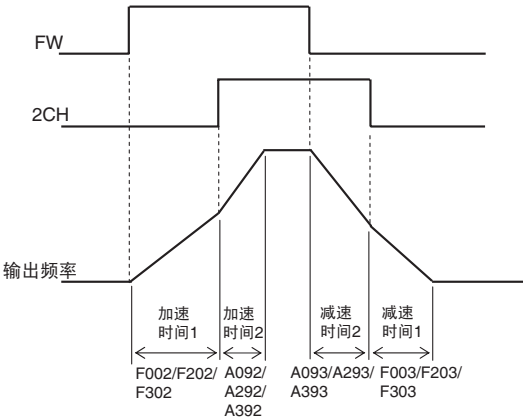 FW
2CH
输出频率
加速
时间1
加速
时间2
减速
时间2
减速
时间1
F002/F202/
F302
A092/
A292/
A392
A093/A293/
A393
F003/F203/
F303